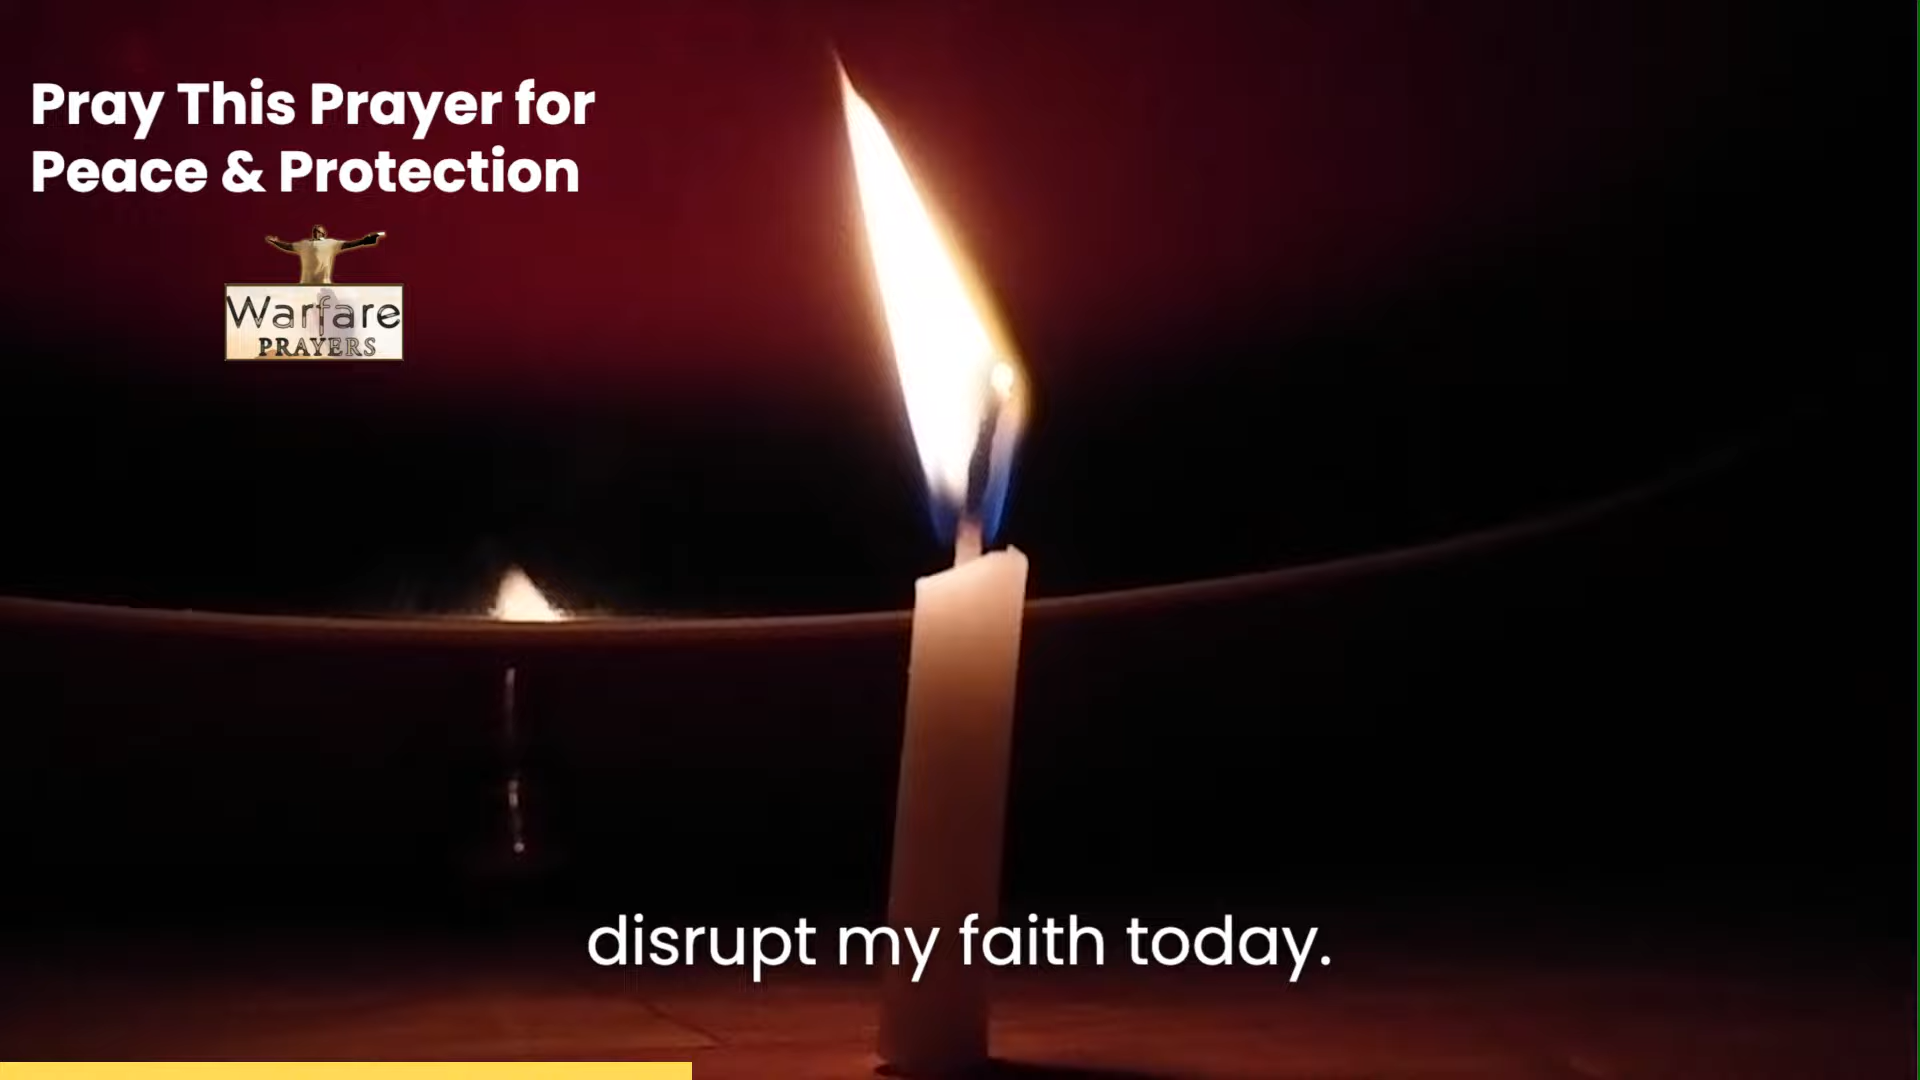 Pray This Prayer for
Peace & Protection
Warfare
PRAYERS
disrupt my faith today.